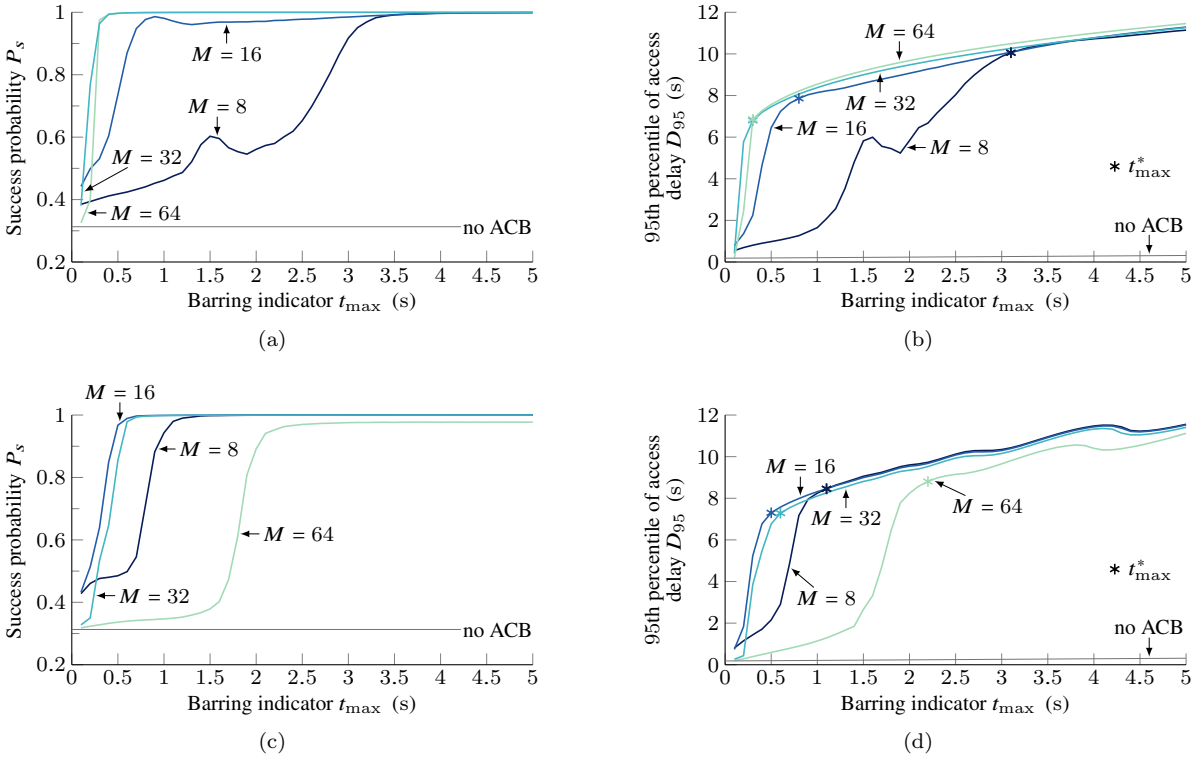 1
0.8
0.6
0.4
0.2
Success probability P_s
M = 16
M = 8
M = 32
M = 64
no ACB
0 0.5 1 1.5 2 2.5 3 3.5 4 4.5 5
Barring indicator t_max (s)
(a)
12
10
8
6
4
2
0
95th percentile of access
delay D_95 (s)
M = 64
M = 32
M = 16
M = 8
* t*_max
no ACB
0 0.5 1 1.5 2 2.5 3 3.5 4 4.5 5
Barring indicator t_max (s)
(b)
1
0.8
0.6
0.4
0.2
Success probability P_s
M = 16
M = 8
M = 64
M = 32
no ACB
0 0.5 1 1.5 2 2.5 3 3.5 4 4.5 5
Barring indicator t_max (s)
(c)
12
10
8
6
4
2
0
95th percentile of access
delay D_95 (s)
M = 16
M = 32
M = 64
M = 8
* t*_max
no ACB
0 0.5 1 1.5 2 2.5 3 3.5 4 4.5 5
Barring indicator t_max (s)
(d)